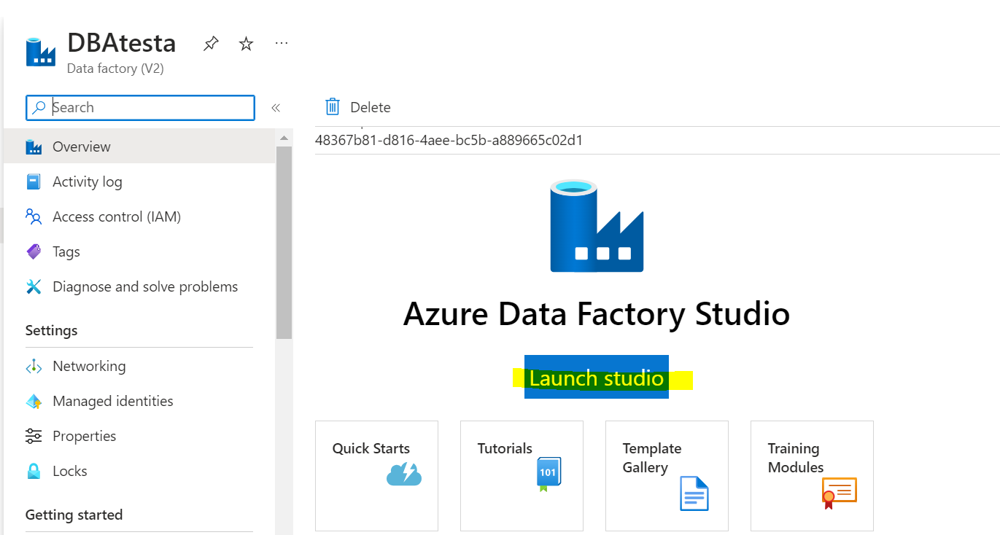 DBAtesta
Data factory (V2)
Search
Delete
48367b81-d816-4aee-bc5b-a889665c02d1
Overview
Activity log
Access control (IAM)
Tags
Diagnose and solve problems
Settings
Networking
Managed identities
Properties
Locks
Getting started
Azure Data Factory Studio
Launch studio
Quick Starts
Tutorials
101
Template
Gallery
Training
Modules